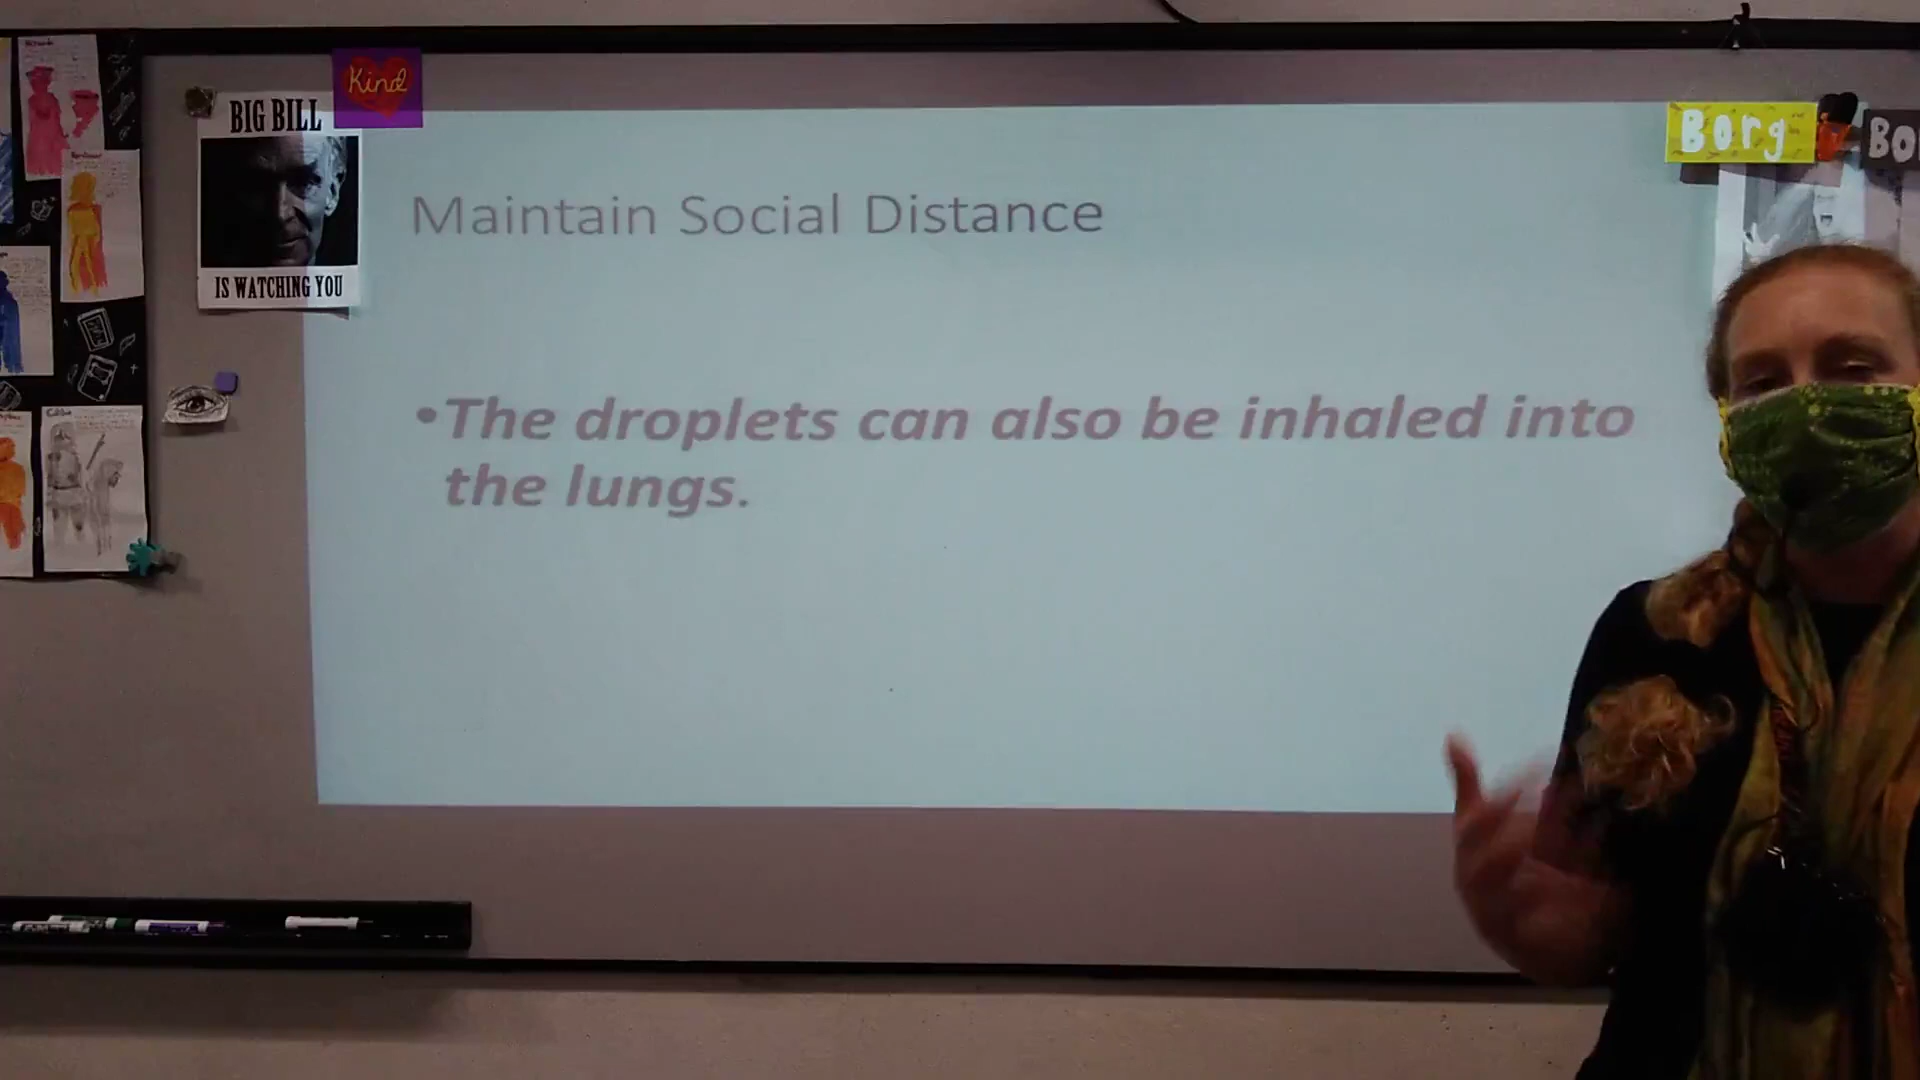 Kind
BIG BILL
IS WATCHING YOU
Borg
Maintain Social Distance
•The droplets can also be inhaled into
the lungs.